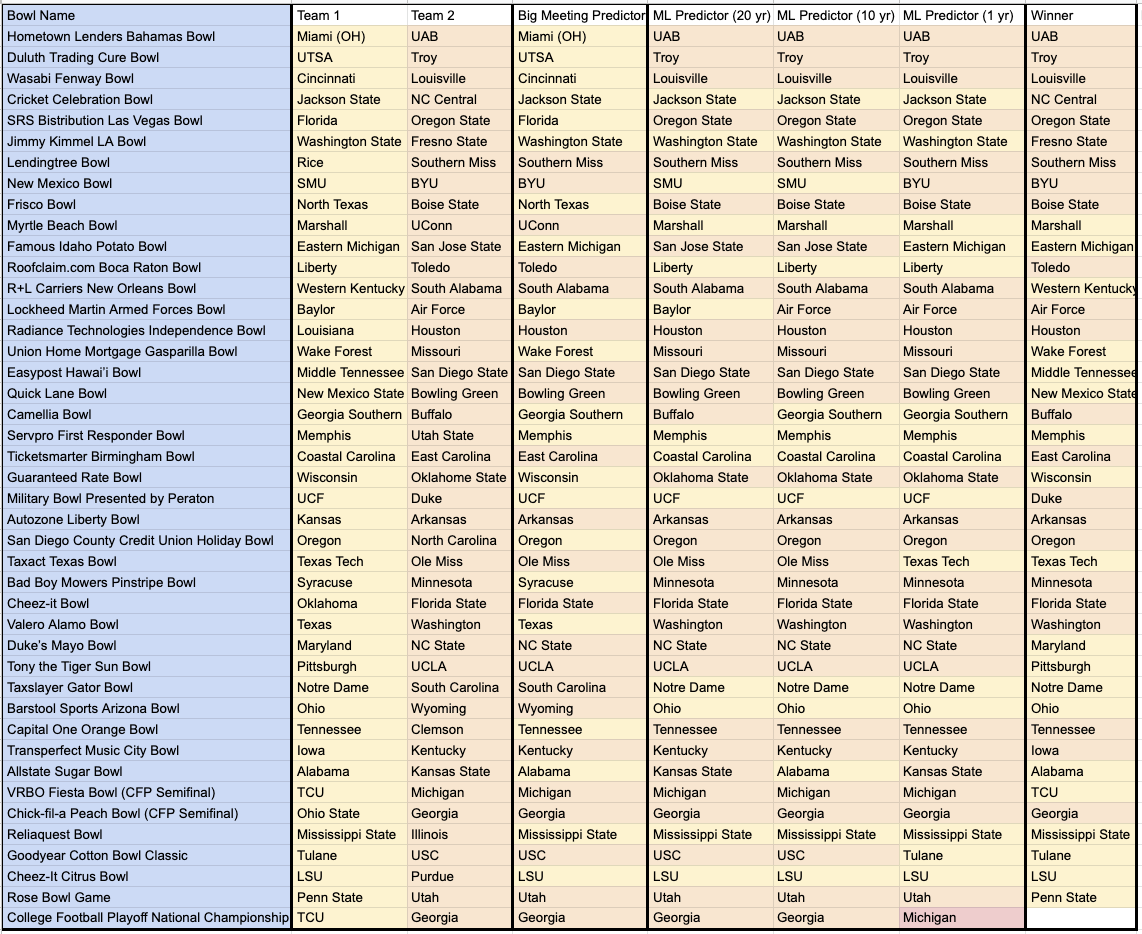 Bowl Name Team 1 Team 2 Big Meeting Predictor ML Predictor (20 yr) ML Predictor (10 yr) ML Predictor (1 yr) Winner
Hometown Lenders Bahamas Bowl Miami (OH) UAB Miami (OH) UAB UAB UAB UAB
Duluth Trading Cure Bowl UTSA Troy UTSA Troy Troy Troy Troy
Wasabi Fenway Bowl Cincinnati Louisville Cincinnati Louisville Louisville Louisville Louisville
Cricket Celebration Bowl Jackson State NC Central Jackson State Jackson State Jackson State Jackson State NC Central
SRS Bistribution Las Vegas Bowl Florida Oregon State Florida Oregon State Oregon State Oregon State Oregon State
Jimmy Kimmel LA Bowl Washington State Fresno State Washington State Washington State Washington State Washington State Fresno State
Lendingtree Bowl Rice Southern Miss Southern Miss Southern Miss Southern Miss Southern Miss Southern Miss
New Mexico Bowl SMU BYU BYU SMU SMU BYU BYU
Frisco Bowl North Texas Boise State North Texas Boise State Boise State Boise State Boise State
Myrtle Beach Bowl Marshall UConn UConn Marshall Marshall Marshall Marshall
Famous Idaho Potato Bowl Eastern Michigan San Jose State Eastern Michigan San Jose State San Jose State Eastern Michigan Eastern Michigan
Roofclaim.com Boca Raton Bowl Liberty Toledo Toledo Liberty Liberty Liberty Toledo
R+L Carriers New Orleans Bowl Western Kentucky South Alabama South Alabama South Alabama South Alabama South Alabama Western Kentucky
Lockheed Martin Armed Forces Bowl Baylor Air Force Baylor Baylor Air Force Air Force Air Force
Radiance Technologies Independence Bowl Louisiana Houston Houston Houston Houston Houston Houston
Union Home Mortgage Gasparilla Bowl Wake Forest Missouri Wake Forest Missouri Missouri Missouri Wake Forest
Easypost Hawai'i Bowl Middle Tennessee San Diego State San Diego State San Diego State San Diego State San Diego State Middle Tennessee
Quick Lane Bowl New Mexico State Bowling Green Bowling Green Bowling Green Bowling Green Bowling Green New Mexico State
Camellia Bowl Georgia Southern Buffalo Georgia Southern Buffalo Georgia Southern Georgia Southern Buffalo
Servpro First Responder Bowl Memphis Utah State Memphis Memphis Memphis Memphis Memphis
Ticketsmarter Birmingham Bowl Coastal Carolina East Carolina East Carolina Coastal Carolina Coastal Carolina Coastal Carolina East Carolina
Guaranteed Rate Bowl Wisconsin Oklahome State Wisconsin Oklahoma State Oklahoma State Oklahoma State Wisconsin
Military Bowl Presented by Peraton UCF Duke UCF UCF UCF UCF Duke
Autozone Liberty Bowl Kansas Arkansas Arkansas Arkansas Arkansas Arkansas Arkansas
San Diego County Credit Union Holiday Bowl Oregon North Carolina Oregon Oregon Oregon Oregon Oregon
Taxact Texas Bowl Texas Tech Ole Miss Ole Miss Ole Miss Ole Miss Texas Tech Texas Tech
Bad Boy Mowers Pinstripe Bowl Syracuse Minnesota Syracuse Minnesota Minnesota Minnesota Minnesota
Cheez-it Bowl Oklahoma Florida State Florida State Florida State Florida State Florida State Florida State
Valero Alamo Bowl Texas Washington Texas Washington Washington Washington Washington
Duke's Mayo Bowl Maryland NC State NC State NC State NC State NC State Maryland
Tony the Tiger Sun Bowl Pittsburgh UCLA UCLA UCLA UCLA UCLA Pittsburgh
Taxslayer Gator Bowl Notre Dame South Carolina South Carolina Notre Dame Notre Dame Notre Dame Notre Dame
Barstool Sports Arizona Bowl Ohio Wyoming Wyoming Ohio Ohio Ohio Ohio
Capital One Orange Bowl Tennessee Clemson Tennessee Tennessee Tennessee Tennessee Tennessee
Transperfect Music City Bowl Iowa Kentucky Kentucky Kentucky Kentucky Kentucky Iowa
Allstate Sugar Bowl Alabama Kansas State Alabama Kansas State Alabama Kansas State Alabama
VRBO Fiesta Bowl (CFP Semifinal) TCU Michigan Michigan Michigan Michigan Michigan TCU
Chick-fil-a Peach Bowl (CFP Semifinal) Ohio State Georgia Georgia Georgia Georgia Georgia Georgia
Reliaquest Bowl Mississippi State Illinois Mississippi State Mississippi State Mississippi State Mississippi State Mississippi State
Goodyear Cotton Bowl Classic Tulane USC USC USC USC Tulane Tulane
Cheez-It Citrus Bowl LSU Purdue LSU LSU LSU LSU LSU
Rose Bowl Game Penn State Utah Utah Utah Utah Utah Penn State
College Football Playoff National Championship TCU Georgia Georgia Georgia Georgia Michigan